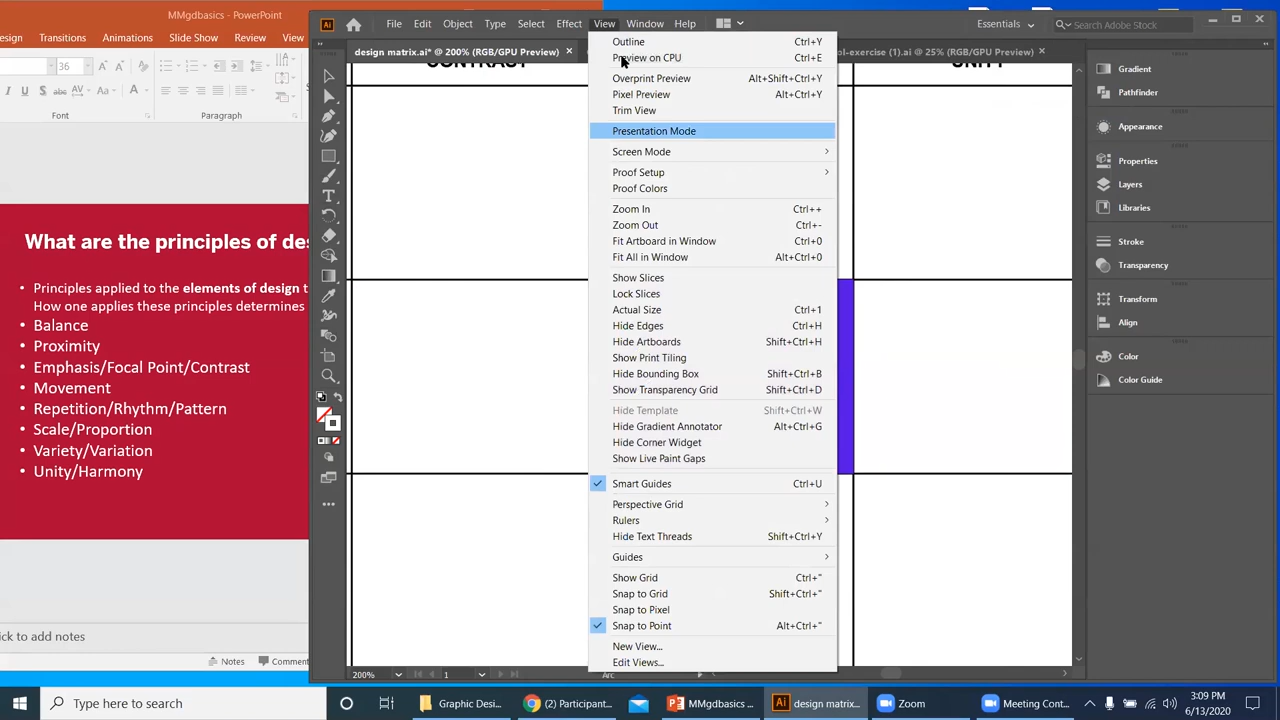 MMgdbasics - PowerPoint
Design Transitions Animations Slide Show Review View
36
Font Paragraph
What are the principles of des
• Principles applied to the elements of design t
How one applies these principles determines
• Balance
• Proximity
• Emphasis/Focal Point/Contrast
• Movement
• Repetition/Rhythm/Pattern
• Scale/Proportion
• Variety/Variation
• Unity/Harmony
ick to add notes
Notes Comment
Ai File Edit Object Type Select Effect View Window Help Essentials Search Adobe Stock
design matrix.ai* @ 200% (RGB/GPU Preview) × ol-exercise (1).ai @ 25% (RGB/GPU Preview) ×
CONTRAST UNITY
Outline Ctrl+Y
Preview on CPU Ctrl+E
Overprint Preview Alt+Shift+Ctrl+Y
Pixel Preview Alt+Ctrl+Y
Trim View
Presentation Mode
Screen Mode
Proof Setup
Proof Colors
Zoom In Ctrl++
Zoom Out Ctrl+-
Fit Artboard in Window Ctrl+0
Fit All in Window Alt+Ctrl+0
Show Slices
Lock Slices
Actual Size Ctrl+1
Hide Edges Ctrl+H
Hide Artboards Shift+Ctrl+H
Show Print Tiling
Hide Bounding Box Shift+Ctrl+B
Show Transparency Grid Shift+Ctrl+D
Hide Template Shift+Ctrl+W
Hide Gradient Annotator Alt+Ctrl+G
Hide Corner Widget
Show Live Paint Gaps
Smart Guides Ctrl+U
Perspective Grid
Rulers
Hide Text Threads Shift+Ctrl+Y
Guides
Show Grid Ctrl+"
Snap to Grid Shift+Ctrl+"
Snap to Pixel
Snap to Point Alt+Ctrl+"
New View...
Edit Views...
Gradient
Pathfinder
Appearance
Properties
Layers
Libraries
Stroke
Transparency
Transform
Align
Color
Color Guide
200% 1 Arc
Type here to search
Graphic Des... (2) Participant... MMgdbasics ... design matrix... Zoom Meeting Cont...
3:09 PM
6/13/2020